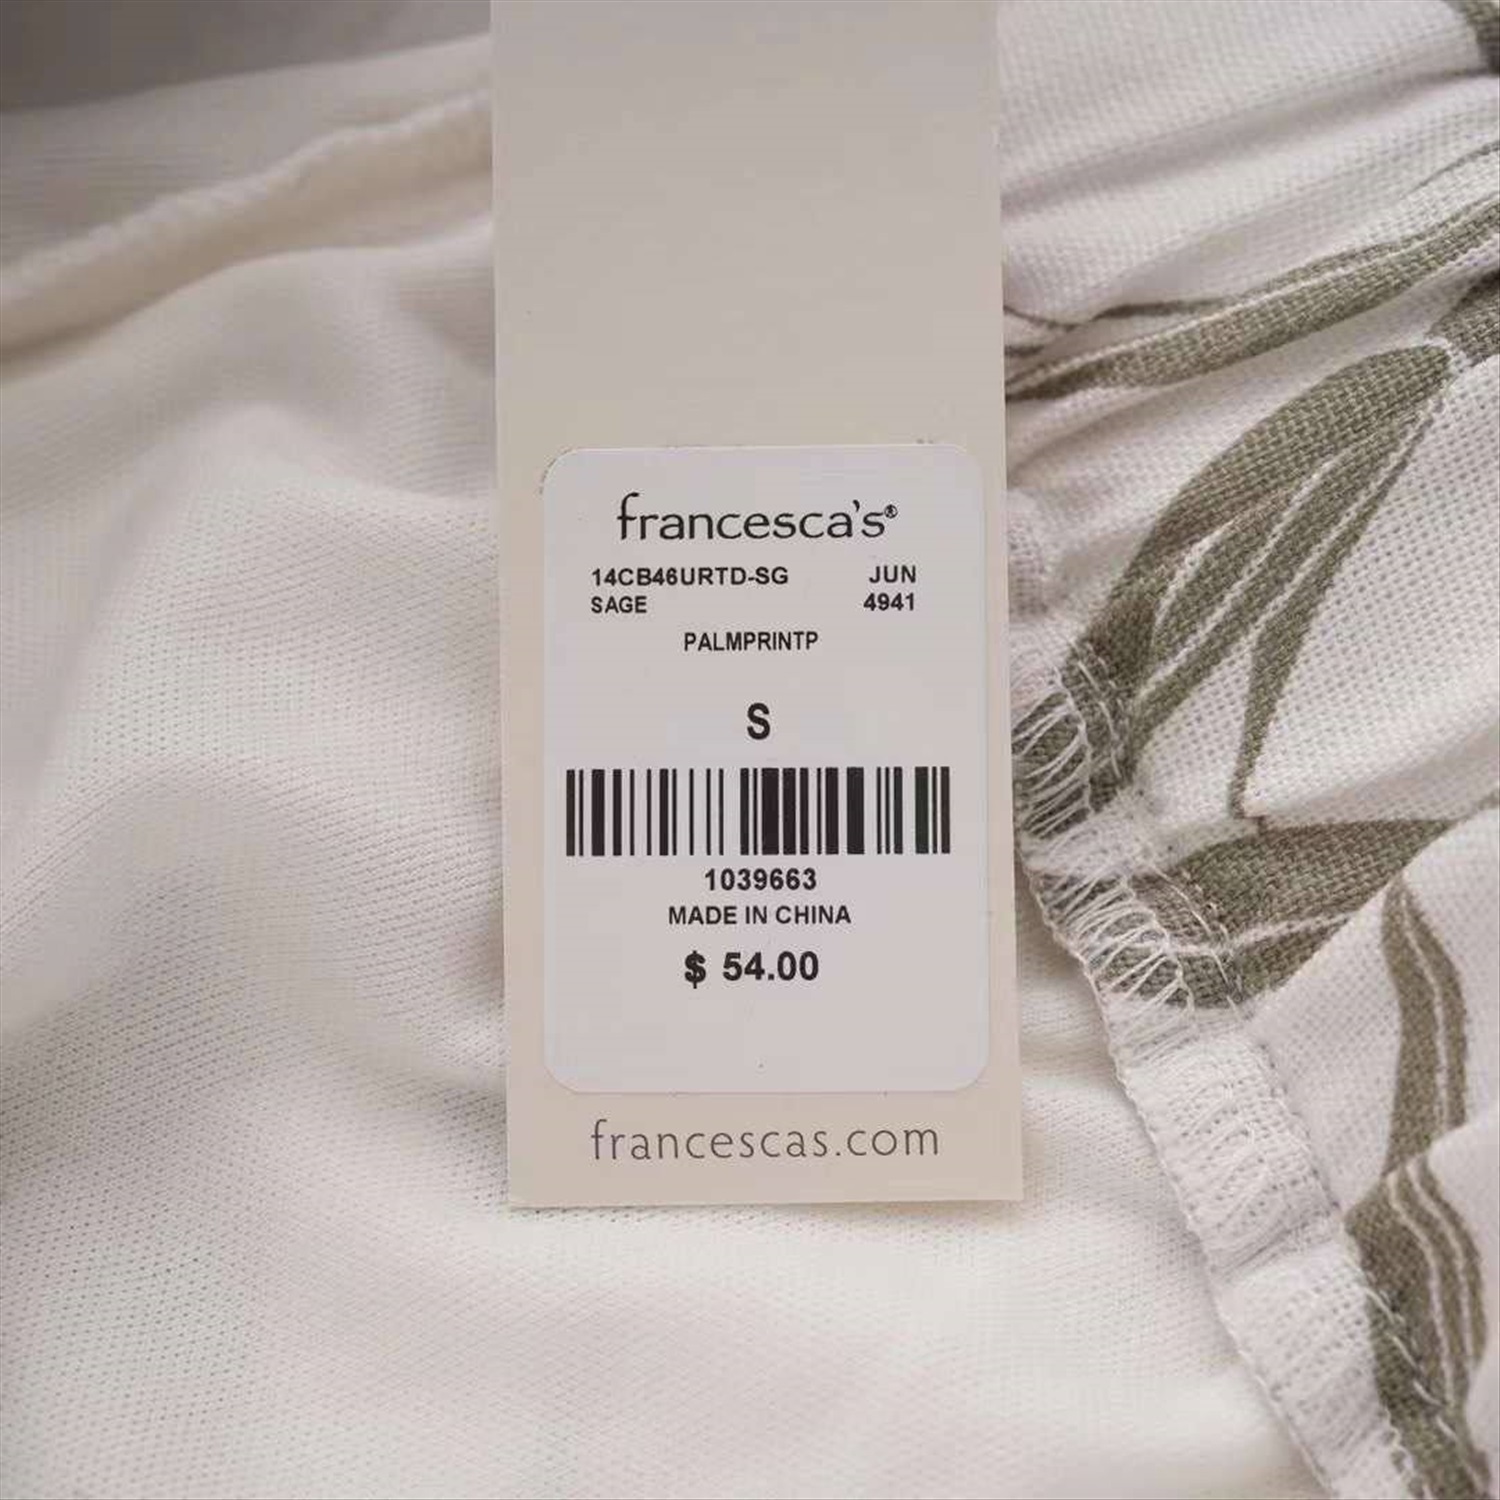 francesca's®
14CB46URTD-SG JUN
SAGE 4941
PALMPRINTP
S
1039663
MADE IN CHINA
$ 54.00
francescas.com